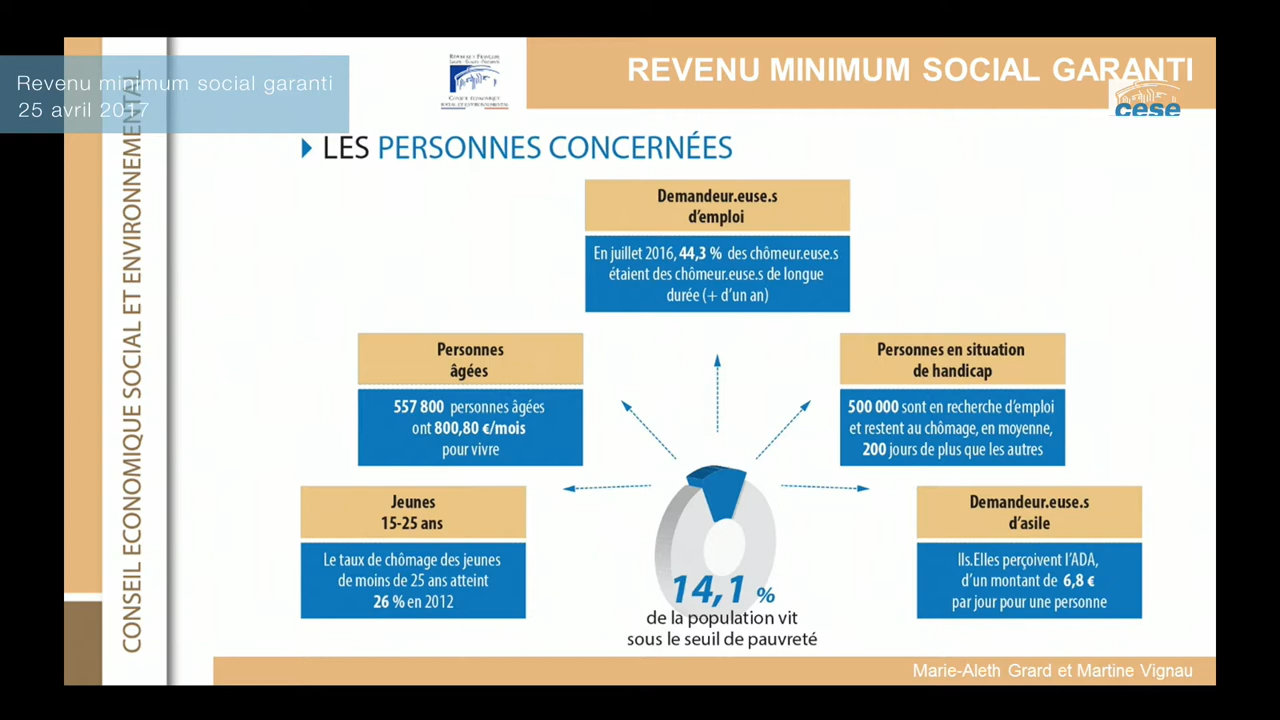 Revenu minimum social garanti
25 avril 2017
CONSEIL ECONOMIQUE SOCIAL ET ENVIRONNEMENTAL
REVENU MINIMUM SOCIAL GARANTI
cese
LES PERSONNES CONCERNÉES
Demandeur.euse.s
d'emploi
En juillet 2016, 44,3 % des chômeur.euse.s
étaient des chômeur.euse.s de longue
durée (+ d'un an)
Personnes
âgées
557 800 personnes âgées
ont 800,80 €/mois
pour vivre
Personnes en situation
de handicap
500 000 sont en recherche d'emploi
et restent au chômage, en moyenne,
200 jours de plus que les autres
Jeunes
15-25 ans
Le taux de chômage des jeunes
de moins de 25 ans atteint
26 % en 2012
Demandeur.euse.s
d'asile
Ils.Elles perçoivent l'ADA,
d'un montant de 6,8 €
par jour pour une personne
14,1 %
de la population vit
sous le seuil de pauvreté
Marie-Aleth Grard et Martine Vignau